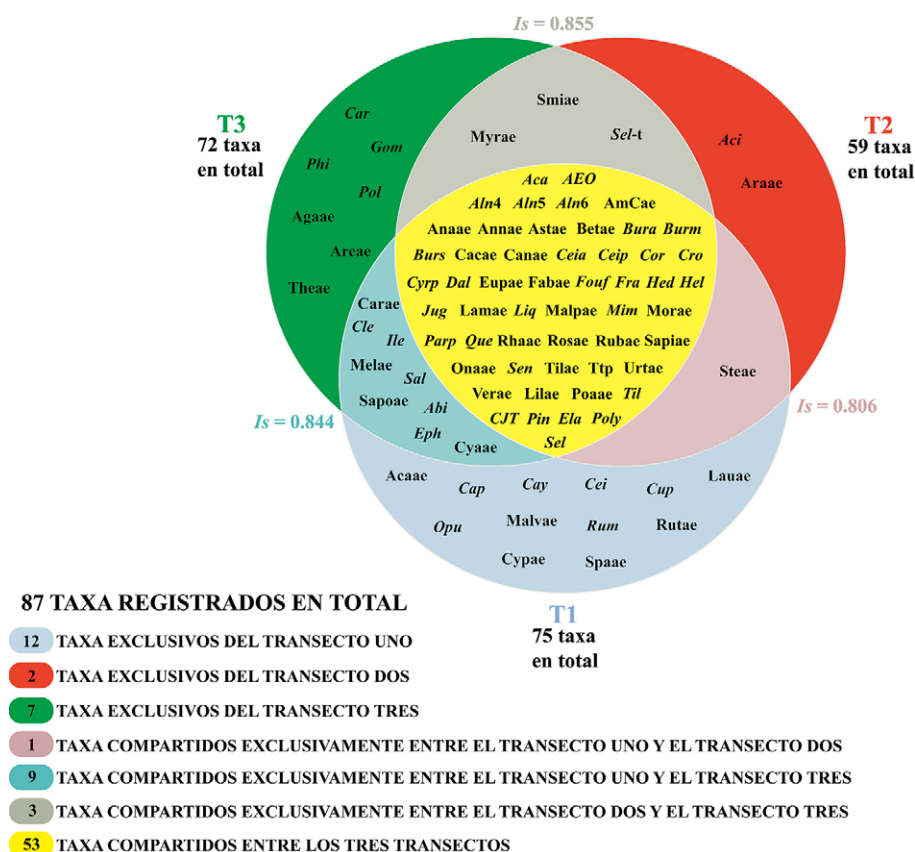 Is = 0.855
T3
72 taxa
en total
T2
59 taxa
en total
Car
Gom
Phi
Pol
Agaae
Areae
Theae
Smiae
Myrae
Sel-t
Aci
Araae
Aca AEO
Aln4 Aln5 Aln6 AmCae
Anaae Annae Astae Betae Bura Burm
Burs Cacae Canae Ceia Ceip Cor Cro
Cyrp Dal Eupae Fabae Fouf Fra Hed Hel
Jug Lamae Liq Malpae Mim Morae
Parp Que Rhaae Rosae Rubae Sapiae
Onaae Sen Tilae Ttp Urtae
Verae Lilae Poaae Til
CJT Pin Ela Poly
Sel
Carae
Cle
Ile
Melae
Sal
Sapoae
Abi
Eph
Cyaae
Steae
Is = 0.844
Is = 0.806
Acaae
Cap
Cay
Cei
Cup
Lauae
Opu
Malvae
Rum
Rutae
Cypae
Spaae
T1
75 taxa
en total
87 TAXA REGISTRADOS EN TOTAL
12 TAXA EXCLUSIVOS DEL TRANSECTO UNO
2 TAXA EXCLUSIVOS DEL TRANSECTO DOS
7 TAXA EXCLUSIVOS DEL TRANSECTO TRES
1 TAXA COMPARTIDOS EXCLUSIVAMENTE ENTRE EL TRANSECTO UNO Y EL TRANSECTO DOS
9 TAXA COMPARTIDOS EXCLUSIVAMENTE ENTRE EL TRANSECTO UNO Y EL TRANSECTO TRES
3 TAXA COMPARTIDOS EXCLUSIVAMENTE ENTRE EL TRANSECTO DOS Y EL TRANSECTO TRES
53 TAXA COMPARTIDOS ENTRE LOS TRES TRANSECTOS